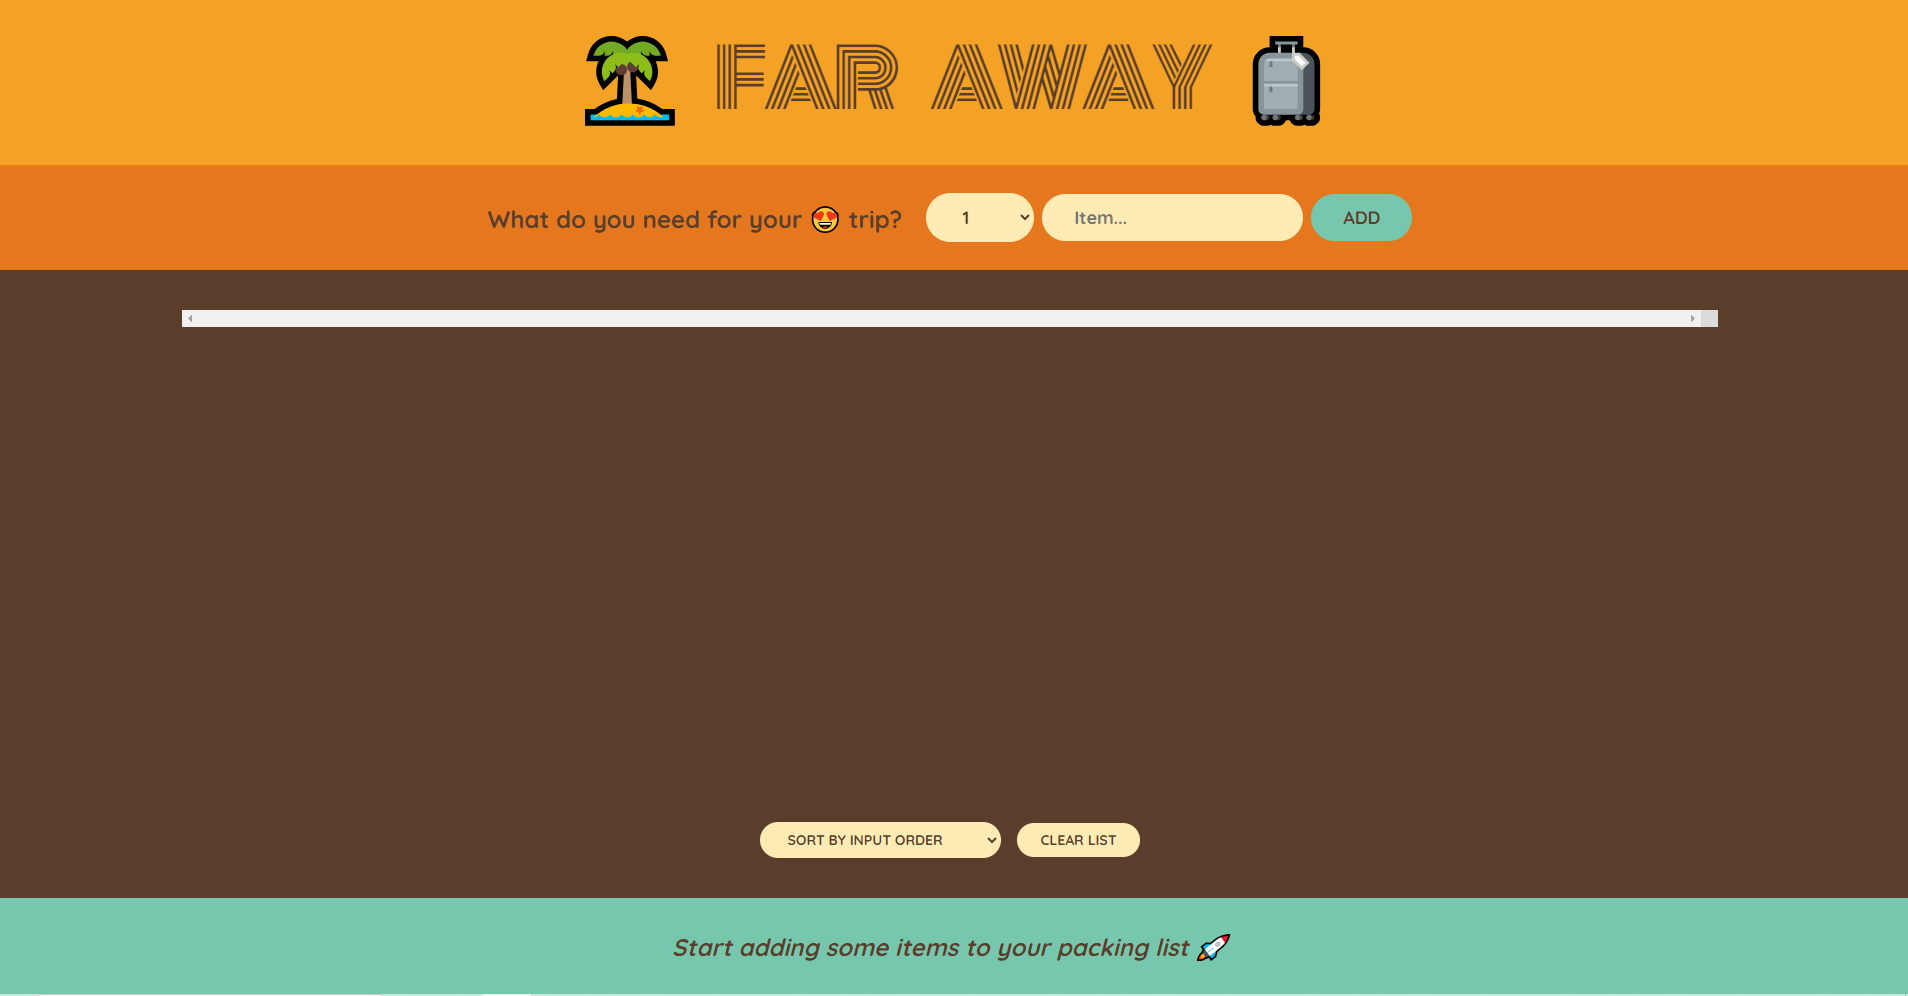 FAR AWAY
What do you need for your 😍 trip?
1
Item...
ADD
SORT BY INPUT ORDER
CLEAR LIST
Start adding some items to your packing list 🚀